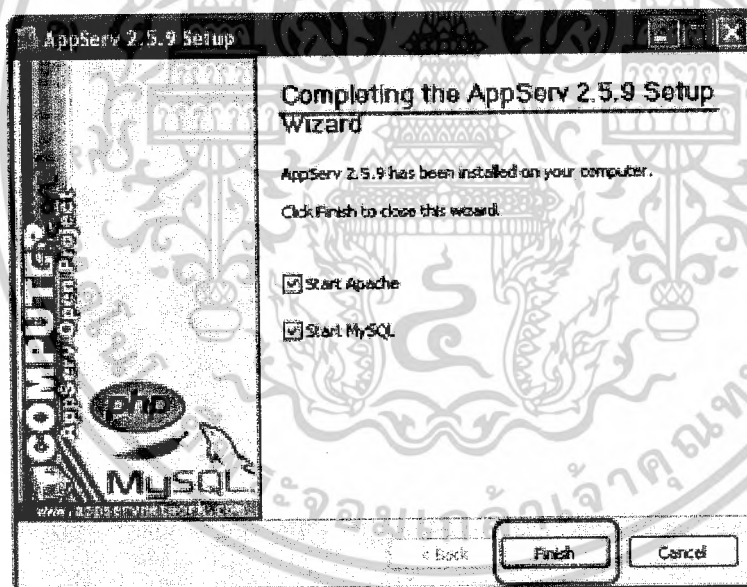 AppServ 2.5.9 Setup
Completing the AppServ 2.5.9 Setup
Wizard
AppServ 2.5.9 has been installed on your computer.
Click Finish to close this wizard.
Start Apache
Start MySQL
COMPUTER
AppServ Open Project
php
MySQL
< Back
Finish
Cancel